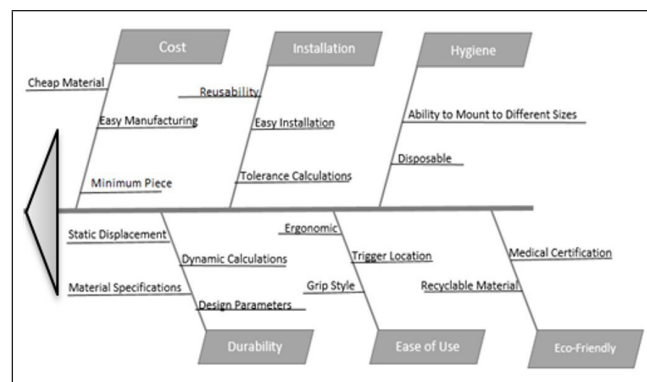 Cost
Installation
Hygiene
Cheap Material
Reusability
Easy Manufacturing
Easy Installation
Ability to Mount to Different Sizes
Disposable
Minimum Piece
Tolerance Calculations
Static Displacement
Ergonomic
Dynamic Calculations
Trigger Location
Medical Certification
Material Specifications
Grip Style
Recyclable Material
Design Parameters
Durability
Ease of Use
Eco-Friendly